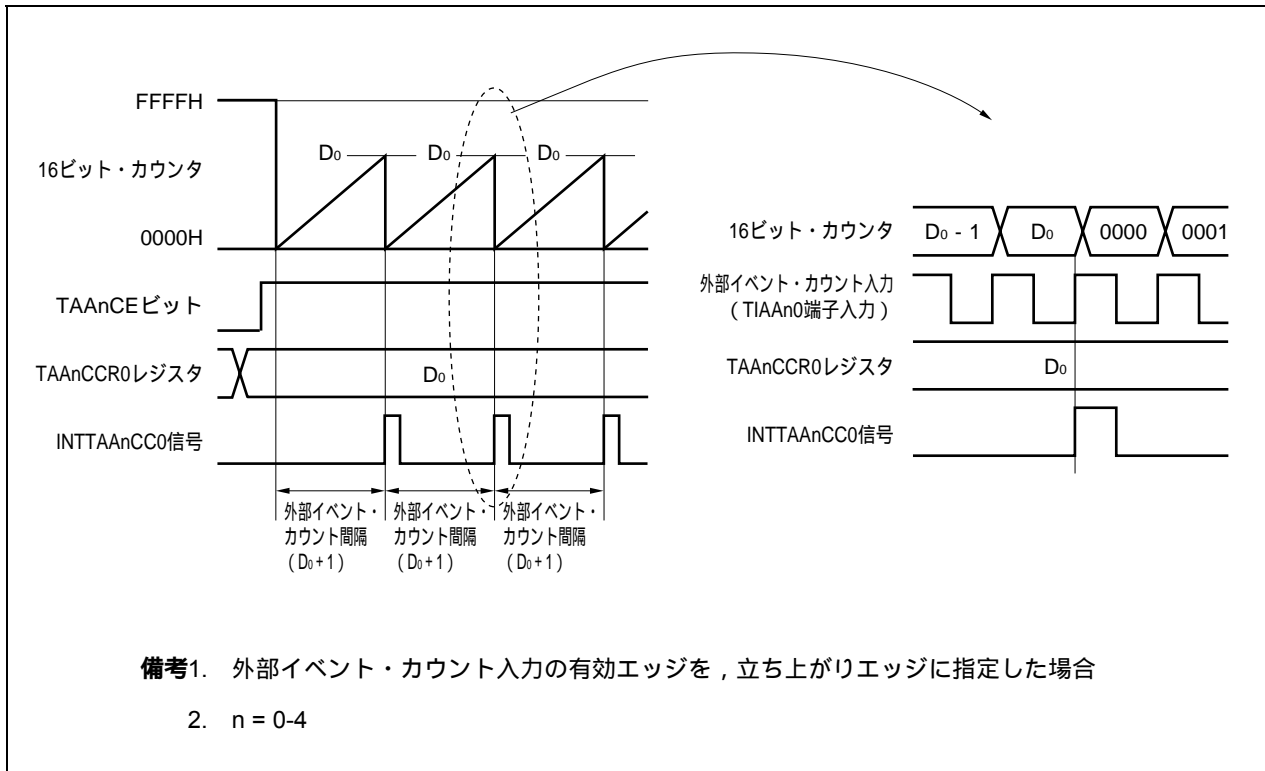 FFFFH
16ビット・カウンタ
0000H
D0
D0
D0
TAAnCEビット
TAAnCCR0レジスタ
D0
INTTAAnCC0信号
外部イベント・
カウント間隔
(D0+1)
外部イベント・
カウント間隔
(D0+1)
外部イベント・
カウント間隔
(D0+1)
16ビット・カウンタ
D0 - 1
D0
0000
0001
外部イベント・カウント入力
(TIAAn0端子入力)
TAAnCCR0レジスタ
D0
INTTAAnCC0信号
備考1. 外部イベント・カウント入力の有効エッジを，立ち上がりエッジに指定した場合
2. n = 0-4